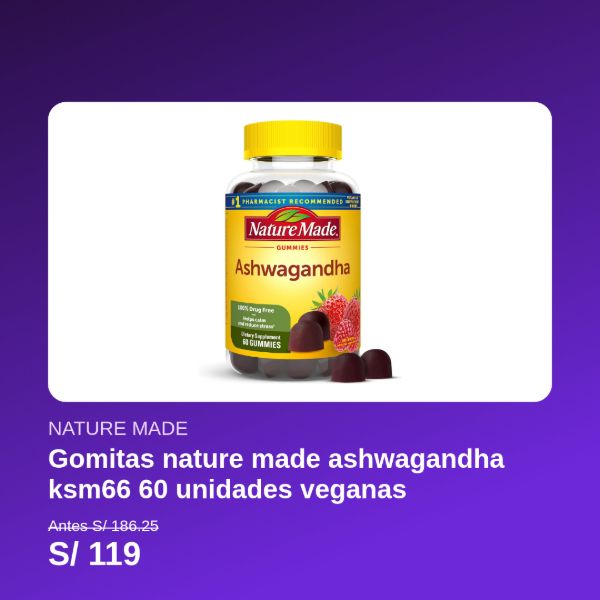 #1 PHARMACIST RECOMMENDED
Nature Made.
GUMMIES
Ashwagandha
100% Drug Free
Helps calm
and reduce stress†
Dietary Supplement
60 GUMMIES
NATURE MADE
Gomitas nature made ashwagandha
ksm66 60 unidades veganas
Antes S/ 186.25
S/ 119